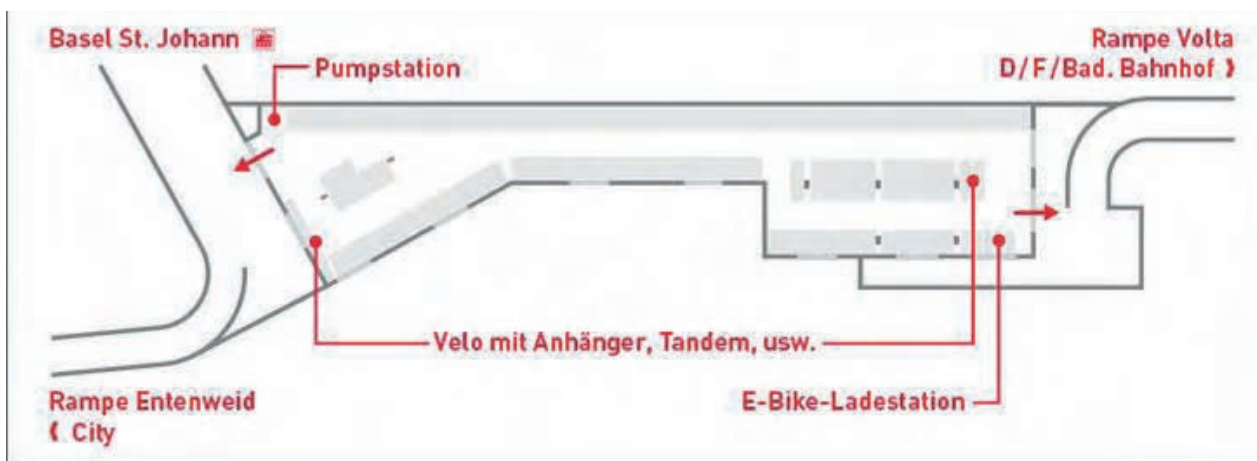 Basel St. Johann
Pumpstation
Rampe Volta
D/F/Bad. Bahnhof
Velo mit Anhänger, Tandem, usw.
E-Bike-Ladestation
Rampe Entenweid
City